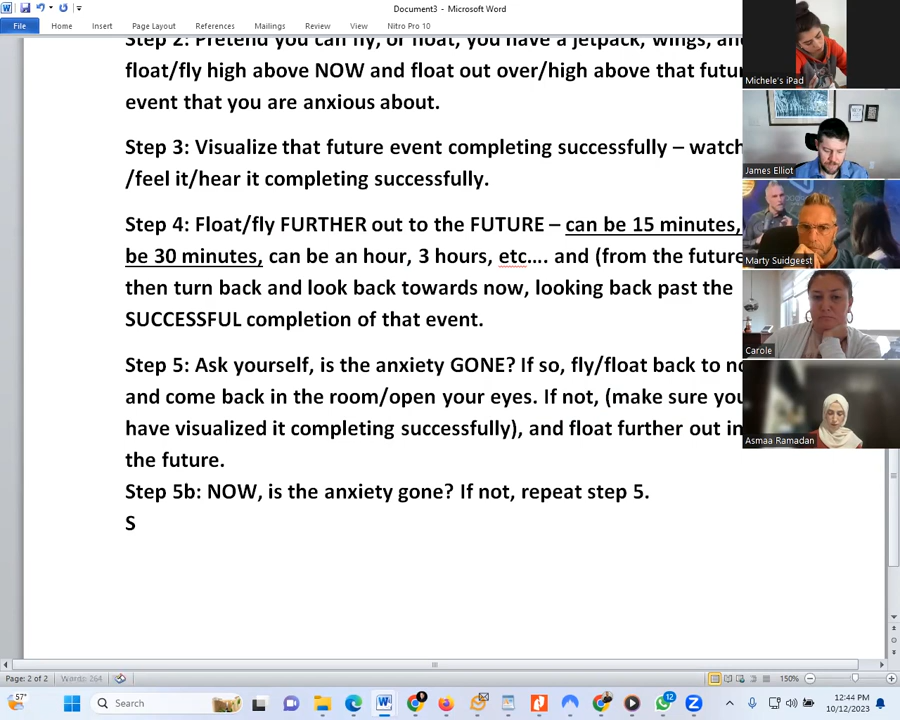 Document3 - Microsoft Word
File Home Insert Page Layout References Mailings Review View Nitro Pro 10
Step 2: Pretend you can fly, or float, you have a jetpack, wings, and
float/fly high above NOW and float out over/high above that
event that you are anxious about.
Step 3: Visualize that future event completing successfully – watch
/feel it/hear it completing successfully.
Step 4: Float/fly FURTHER out to the FUTURE – can be 15 minutes,
be 30 minutes, can be an hour, 3 hours, etc.... and (from the future
then turn back and look back towards now, looking back past the
SUCCESSFUL completion of that event.
Step 5: Ask yourself, is the anxiety GONE? If so, fly/float back to
and come back in the room/open your eyes. If not, (make sure you
have visualized it completing successfully), and float further out
the future.
Step 5b: NOW, is the anxiety gone? If not, repeat step 5.
S
Michele's iPad
James Elliot
Marty Suidgeest
Carole
Asmaa Ramadan
Page: 2 of 2 Words: 264 150%
57° Search 12 12:44 PM
10/12/2023